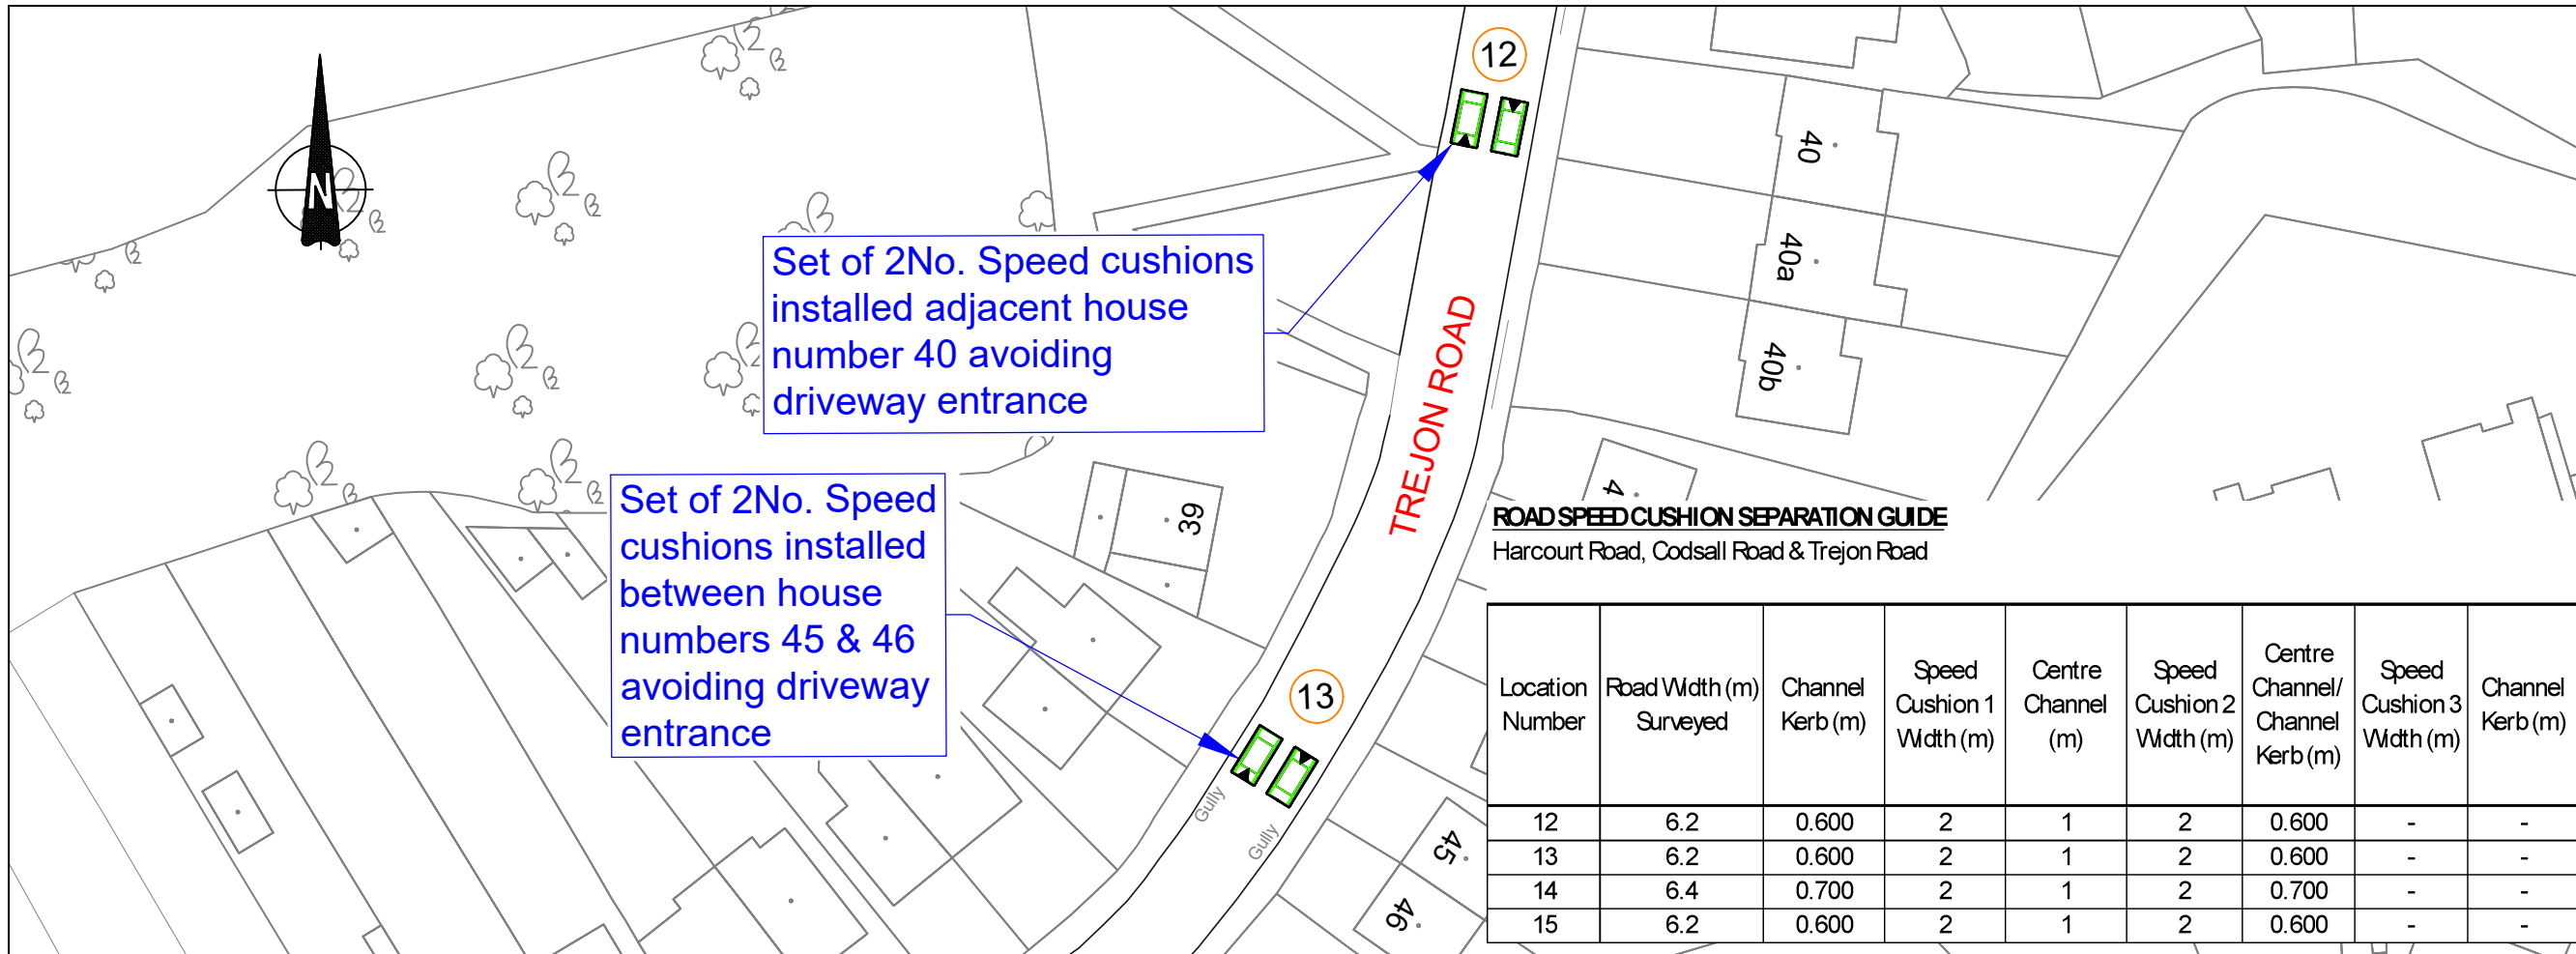 N
12
40
40a
40b
Set of 2No. Speed cushions
installed adjacent house
number 40 avoiding
driveway entrance
TREJON ROAD
39
4
Set of 2No. Speed
cushions installed
between house
numbers 45 & 46
avoiding driveway
entrance
13
Gully
Gully
45
46
ROAD SPEED CUSHION SEPARATION GUIDE
Harcourt Road, Codsall Road & Trejon Road
Location Number | Road Width (m) Surveyed | Channel Kerb (m) | Speed Cushion 1 Width (m) | Centre Channel (m) | Speed Cushion 2 Width (m) | Centre Channel/ Channel Kerb (m) | Speed Cushion 3 Width (m) | Channel Kerb (m)
12 6.2 0.600 2 1 2 0.600 - -
13 6.2 0.600 2 1 2 0.600 - -
14 6.4 0.700 2 1 2 0.700 - -
15 6.2 0.600 2 1 2 0.600 - -